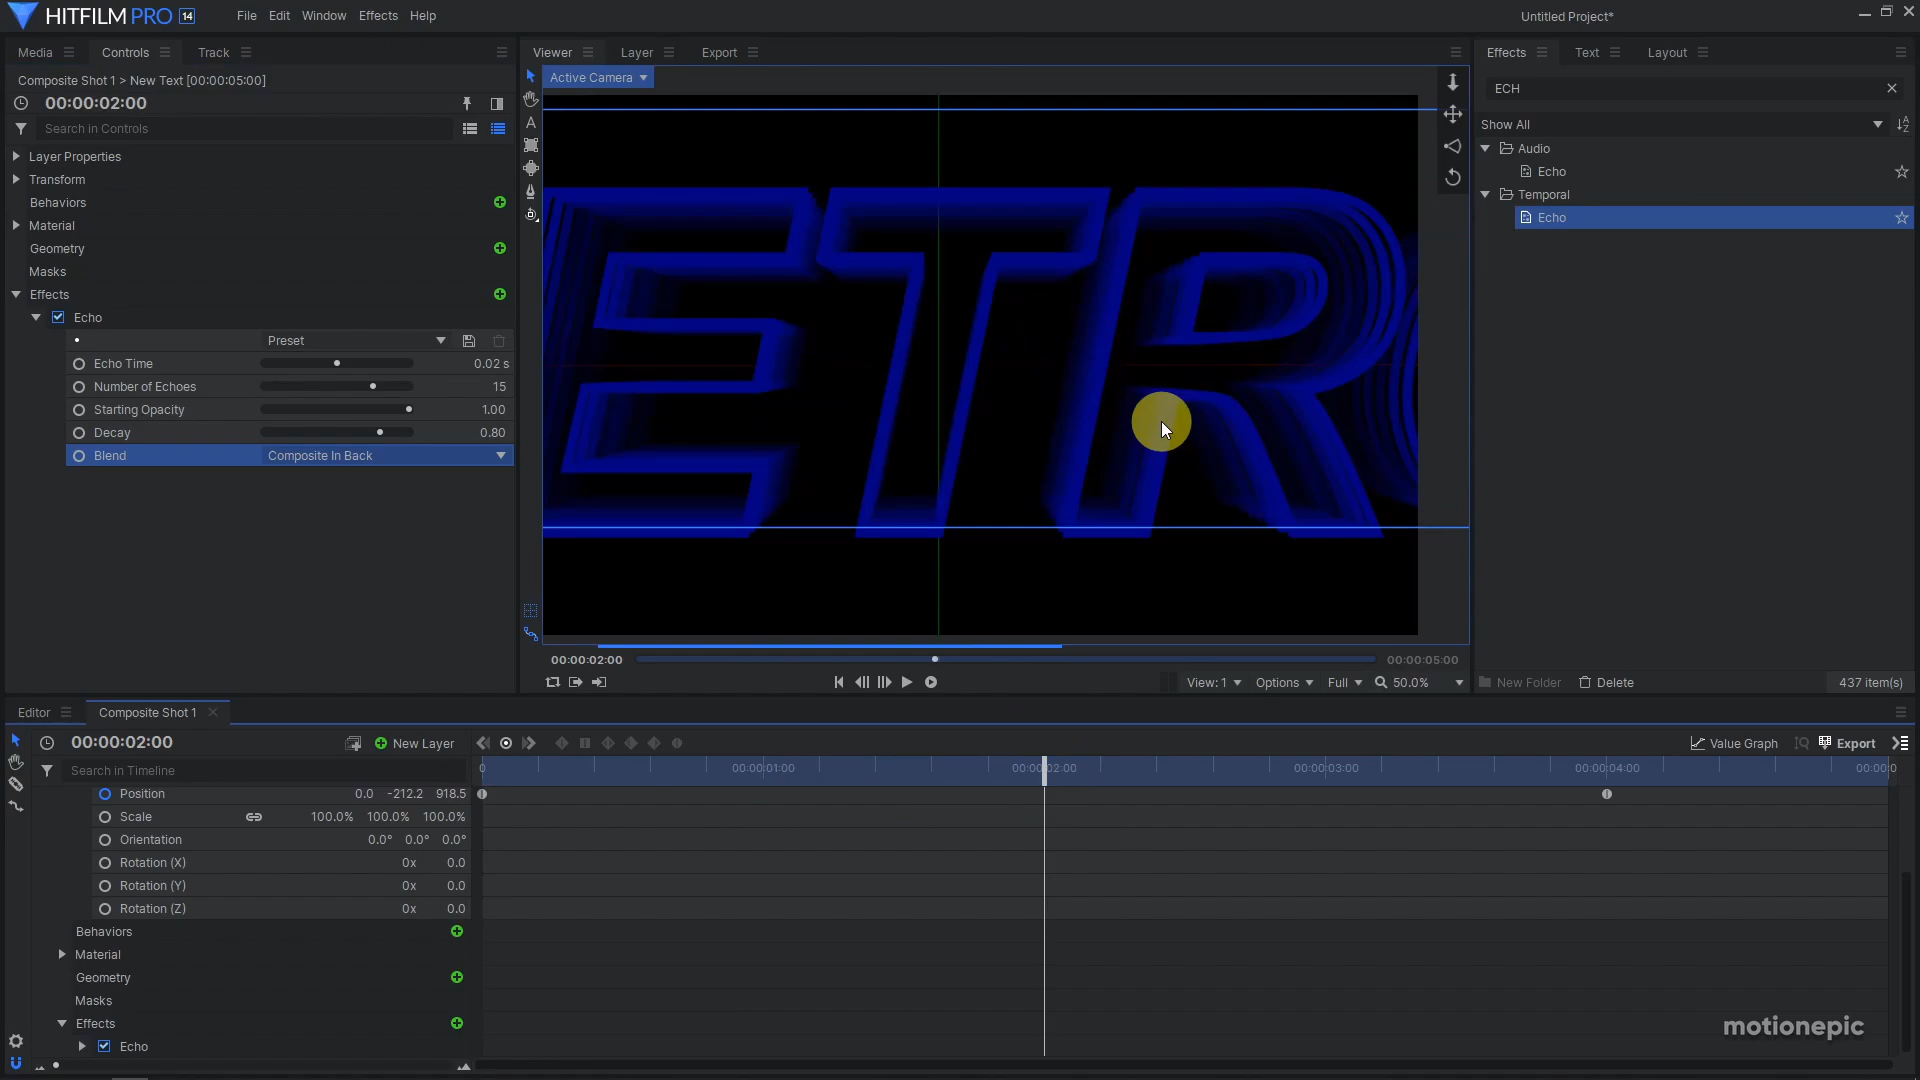 HITFILM PRO 14
File Edit Window Effects Help
Untitled Project*
Media Controls Track
Viewer Layer Export
Effects Text Layout
Composite Shot 1 > New Text [00:00:05:00]
00:00:02:00
Search in Controls
Layer Properties
Transform
Behaviors
Material
Geometry
Masks
Effects
Echo
Preset
Echo Time 0.02 s
Number of Echoes 15
Starting Opacity 1.00
Decay 0.80
Blend Composite In Back
Active Camera
A
ETR
00:00:02:00 00:00:05:00
View: 1 Options Full 50.0%
ECH
Show All
Audio
Echo
Temporal
Echo
New Folder Delete 437 item(s)
Editor Composite Shot 1
00:00:02:00 New Layer
Value Graph Export
Search in Timeline
0 00:00:01:00 00:00:02:00 00:00:03:00 00:00:04:00 00:00:0
Position 0.0 -212.2 918.5
Scale 100.0% 100.0% 100.0%
Orientation 0.0° 0.0° 0.0°
Rotation (X) 0x 0.0
Rotation (Y) 0x 0.0
Rotation (Z) 0x 0.0
Behaviors
Material
Geometry
Masks
Effects
Echo
motionepic